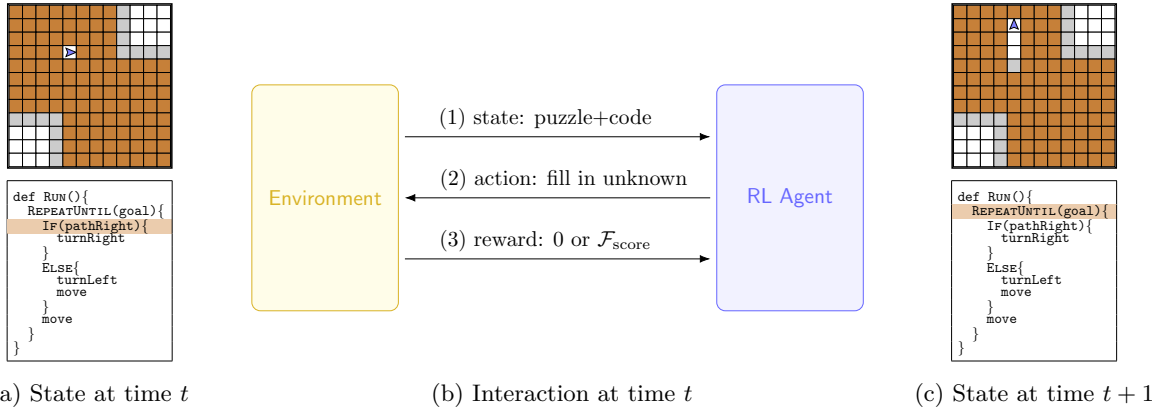 def RUN(){
REPEATUNTIL(goal){
IF(pathRight){
turnRight
}
ELSE{
turnLeft
move
}
move
}
}
a) State at time t
Environment
(1) state: puzzle+code
(2) action: fill in unknown
(3) reward: 0 or ℱscore
RL Agent
(b) Interaction at time t
def RUN(){
REPEATUNTIL(goal){
IF(pathRight){
turnRight
}
ELSE{
turnLeft
move
}
move
}
}
(c) State at time t + 1